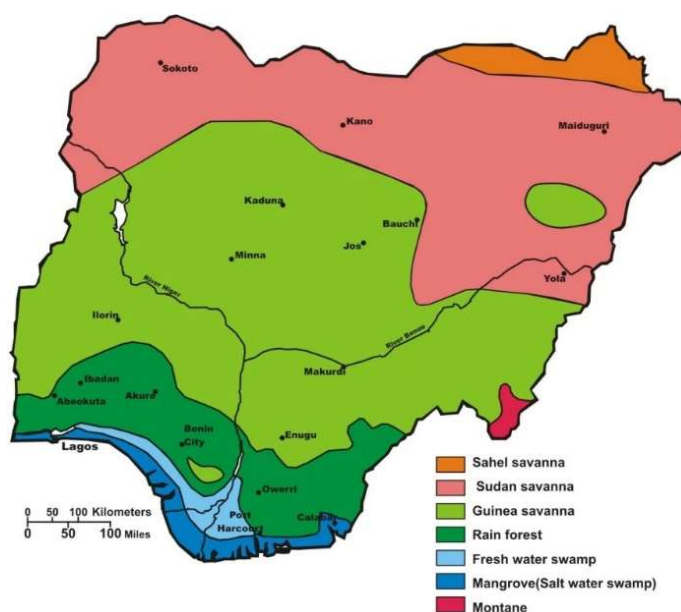 Sokoto
Kano
Maiduguri
Kaduna
Bauchi
Jos
Minna
Yola
River Niger
Ilorin
River Benue
Makurdi
Ibadan
Abeokuta
Akure
Benin
City
Enugu
Lagos
Owerri
Port
Harcourt
Calabar
0 50 100 Kilometers
0 50 100 Miles
Sahel savanna
Sudan savanna
Guinea savanna
Rain forest
Fresh water swamp
Mangrove(Salt water swamp)
Montane